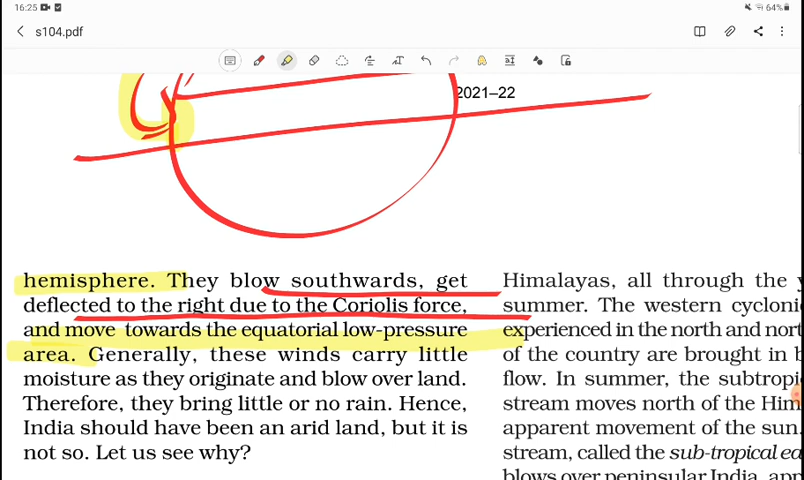 16:25
64%
s104.pdf
2021–22
hemisphere. They blow southwards, get
deflected to the right due to the Coriolis force,
and move towards the equatorial low-pressure
area. Generally, these winds carry little
moisture as they originate and blow over land.
Therefore, they bring little or no rain. Hence,
India should have been an arid land, but it is
not so. Let us see why?
Himalayas, all through the
summer. The western cycloni
experienced in the north and nort
of the country are brought in b
flow. In summer, the subtropi
stream moves north of the Him
apparent movement of the sun.
stream, called the sub-tropical ea
blows over peninsular India, app